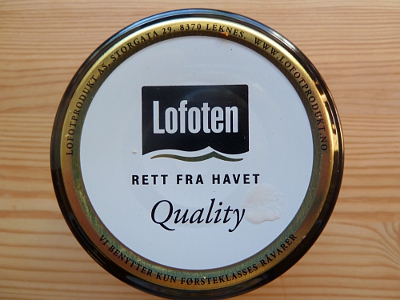 LOFOTPRODUKT AS, STORGATA 29, 8370 LEKNES. WWW.LOFOTPRODUKT.NO
Lofoten
RETT FRA HAVET
Quality
VI BENYTTER KUN FØRSTEKLASSES RÅVARER